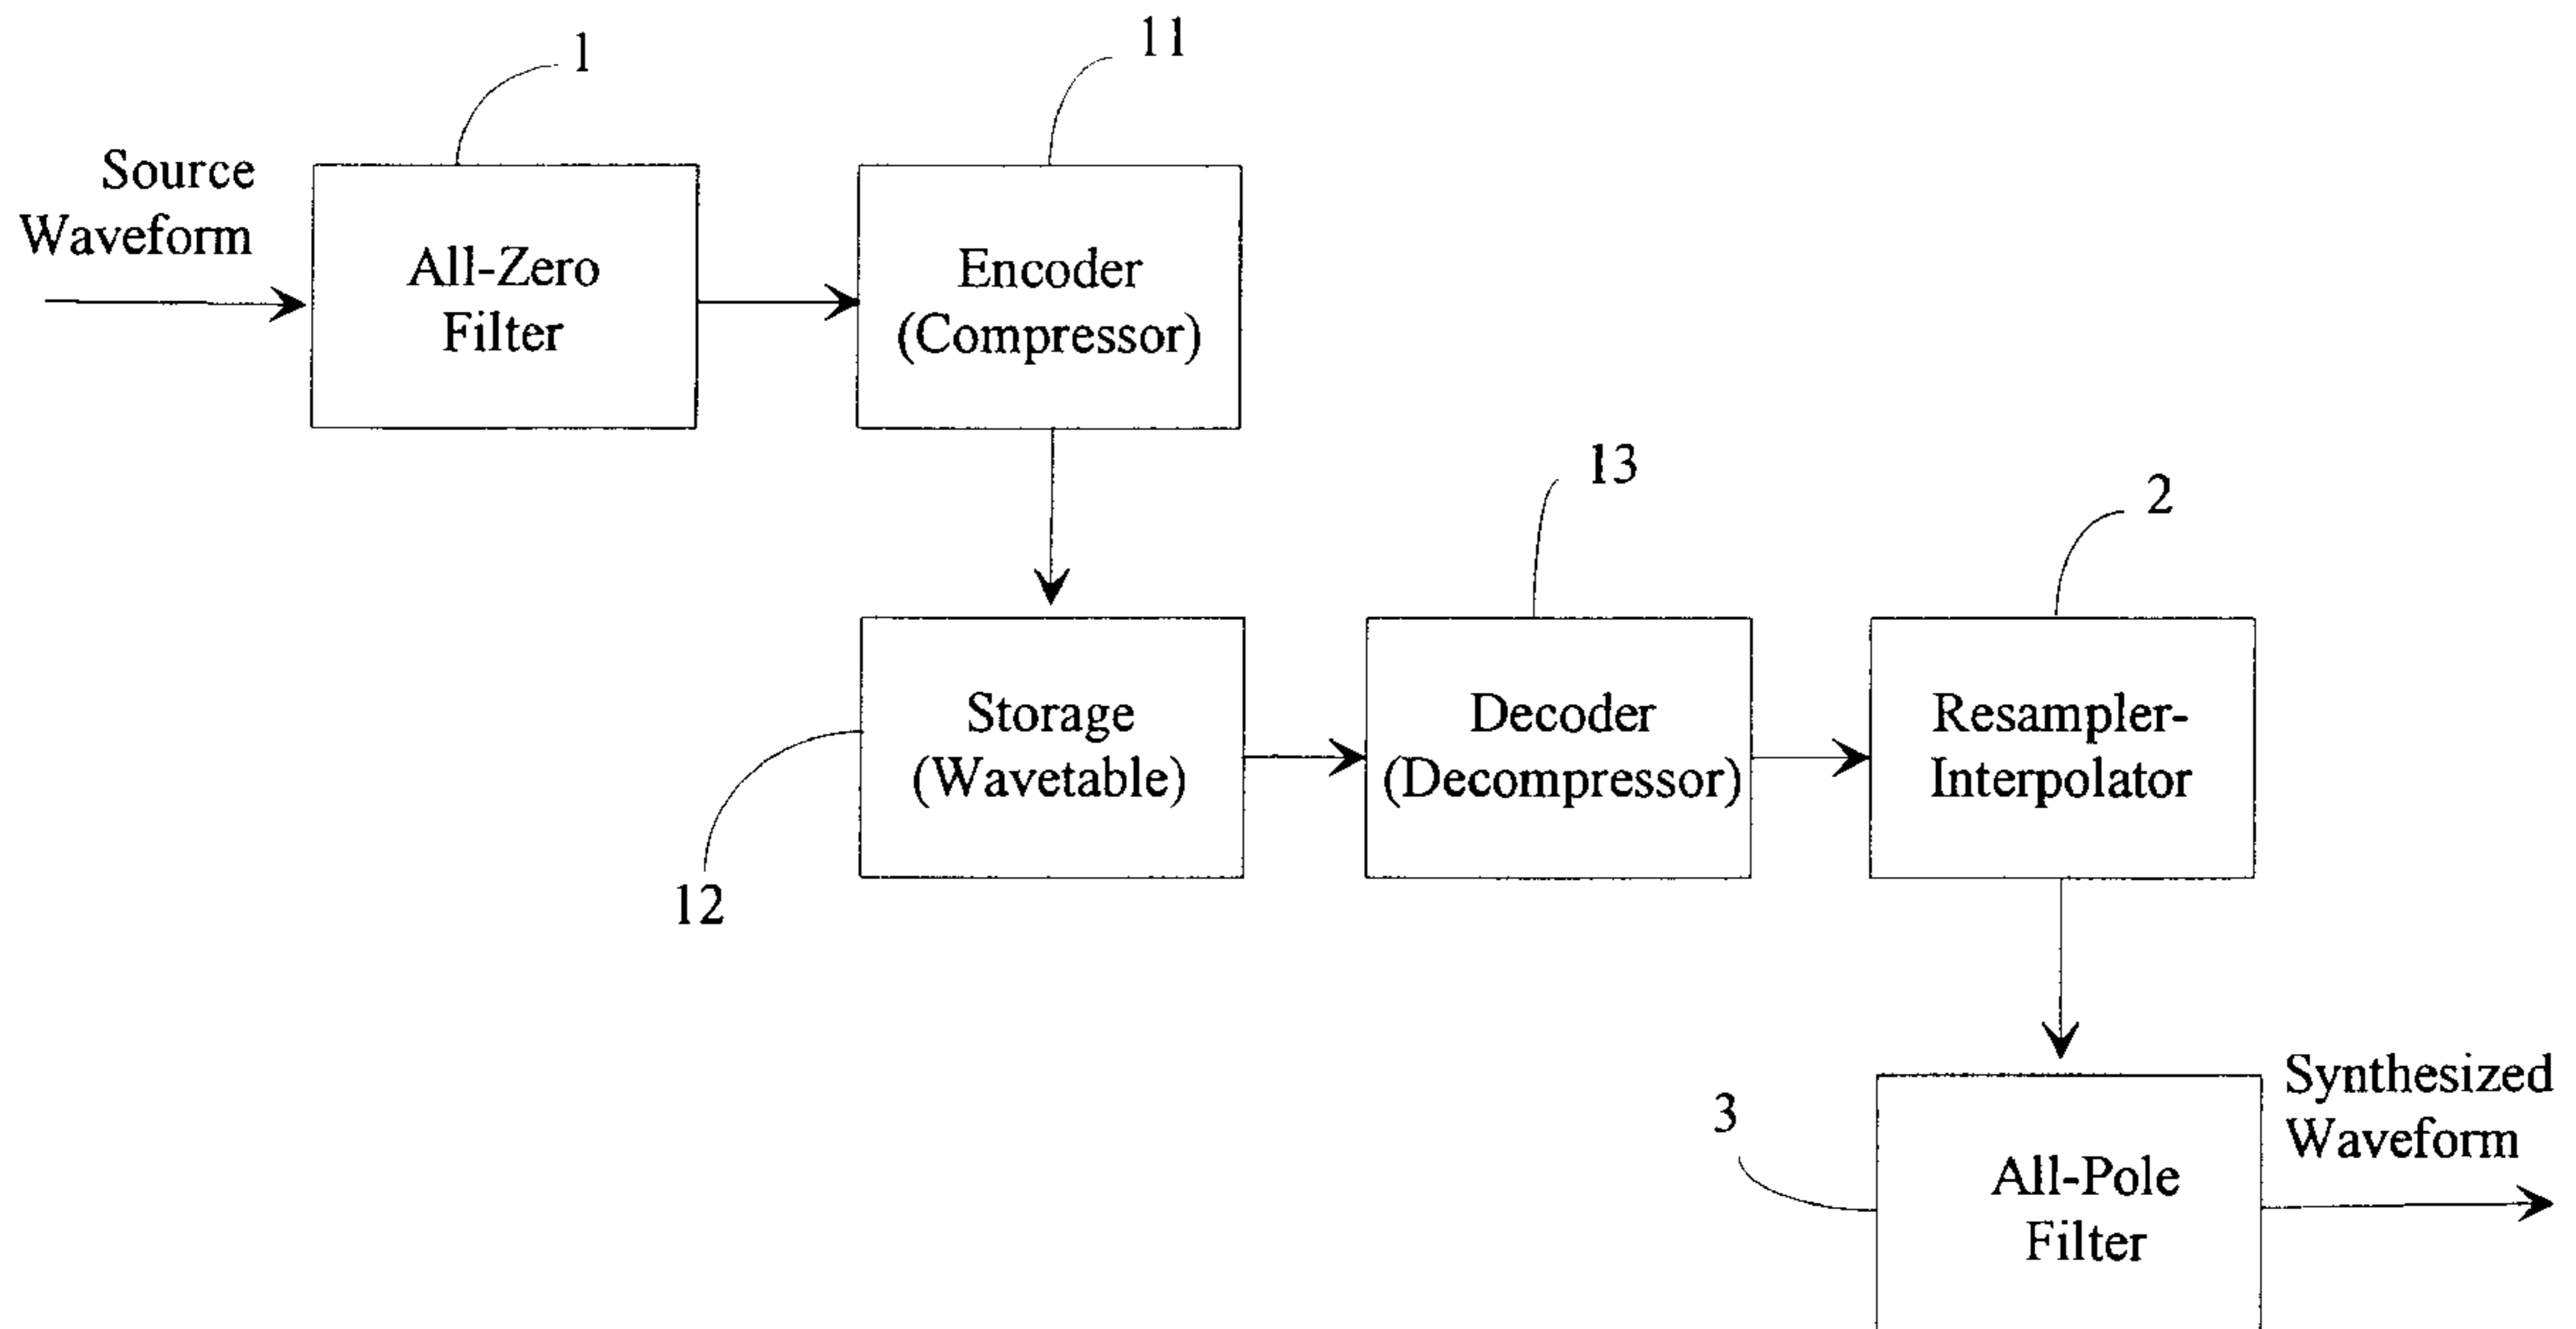 1
11
Source
Waveform
All-Zero
Filter
Encoder
(Compressor)
13
2
Storage
(Wavetable)
Decoder
(Decompressor)
Resampler-
Interpolator
12
3
Synthesized
Waveform
All-Pole
Filter